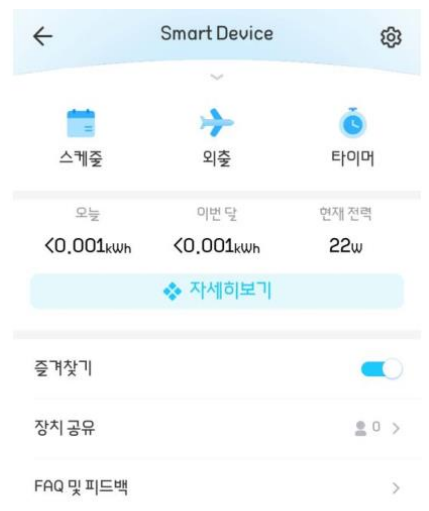 Smart Device
스케줄 외출 타이머
오늘 이번 달 현재 전력
<0.001kWh <0.001kWh 22w
자세히보기
즐겨찾기
장치 공유 0
FAQ 및 피드백